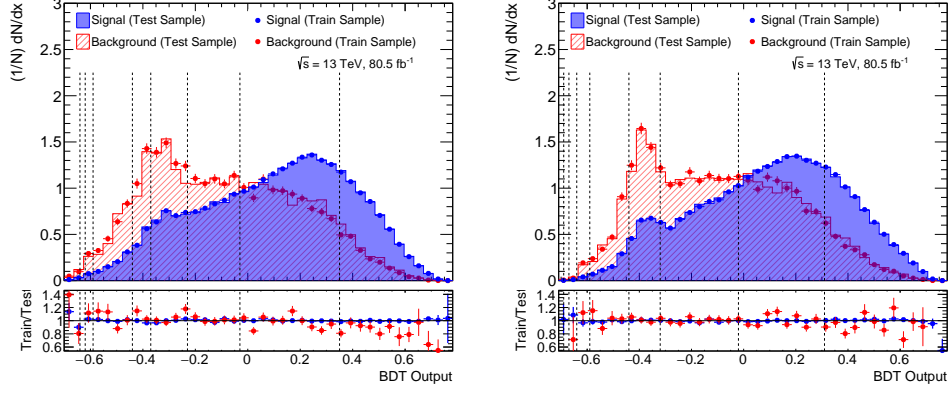 (1/N) dN/dx
3
2.5
2
1.5
1
0.5
0
Signal (Test Sample)
Signal (Train Sample)
Background (Test Sample)
Background (Train Sample)
√s = 13 TeV, 80.5 fb⁻¹
Train/Test
1.4
1.2
1.0
0.8
0.6
−0.6
−0.4
−0.2
0
0.2
0.4
0.6
BDT Output
(1/N) dN/dx
3
2.5
2
1.5
1
0.5
0
Signal (Test Sample)
Signal (Train Sample)
Background (Test Sample)
Background (Train Sample)
√s = 13 TeV, 80.5 fb⁻¹
Train/Test
1.4
1.2
1.0
0.8
0.6
−0.6
−0.4
−0.2
0
0.2
0.4
0.6
BDT Output